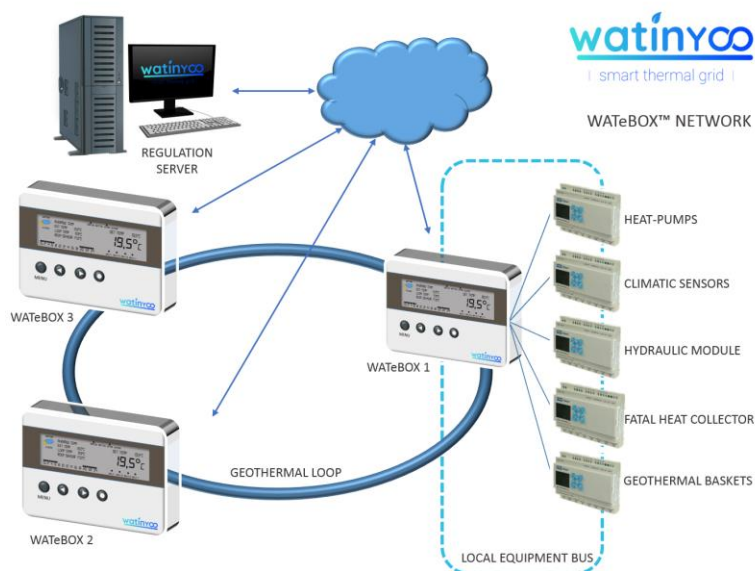 watinyoo
smart thermal grid
WATeBOX™ NETWORK
watinyoo
REGULATION
SERVER
19,5°C
MENU
watinyoo
WATeBOX 3
19,5°C
MENU
watinyoo
WATeBOX 1
HEAT-PUMPS
CLIMATIC SENSORS
HYDRAULIC MODULE
FATAL HEAT COLLECTOR
GEOTHERMAL BASKETS
19,5°C
MENU
watinyoo
WATeBOX 2
GEOTHERMAL LOOP
LOCAL EQUIPMENT BUS